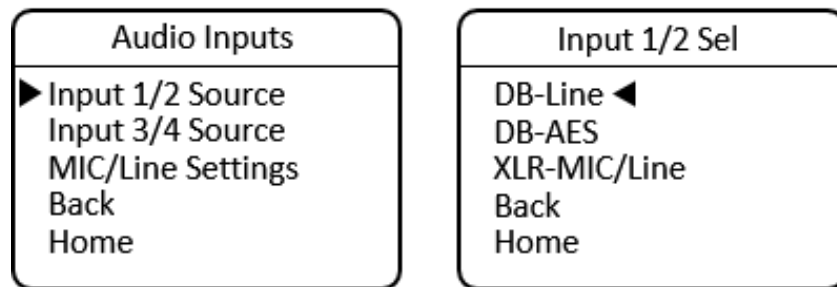 Audio Inputs
▶ Input 1/2 Source
Input 3/4 Source
MIC/Line Settings
Back
Home
Input 1/2 Sel
DB-Line ◀
DB-AES
XLR-MIC/Line
Back
Home